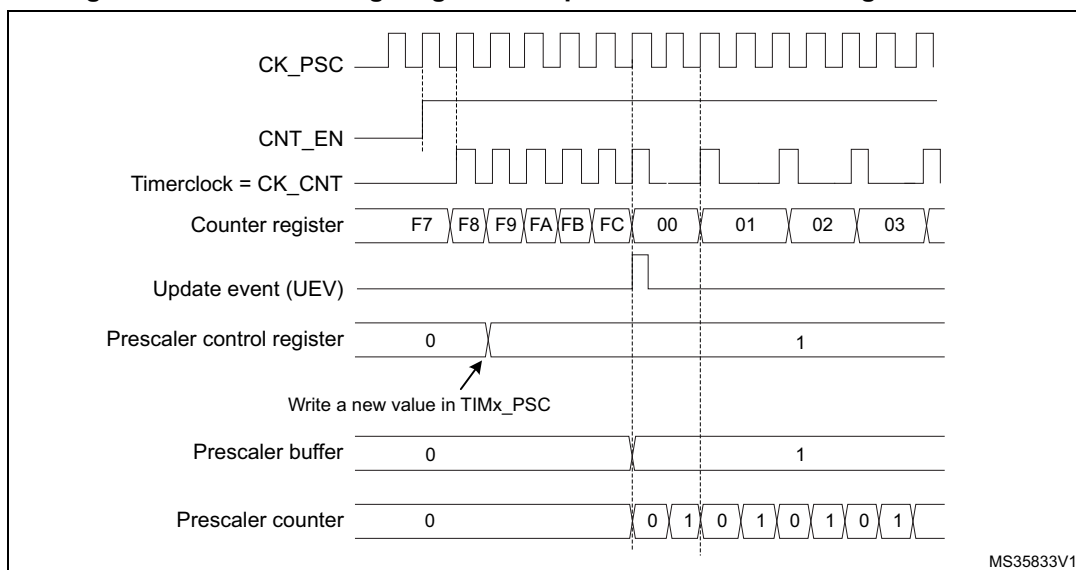 CK_PSC
CNT_EN
Timerclock = CK_CNT
Counter register F7 F8 F9 FA FB FC 00 01 02 03
Update event (UEV)
Prescaler control register 0 1
Write a new value in TIMx_PSC
Prescaler buffer 0 1
Prescaler counter 0 0 1 0 1 0 1 0 1
MS35833V1